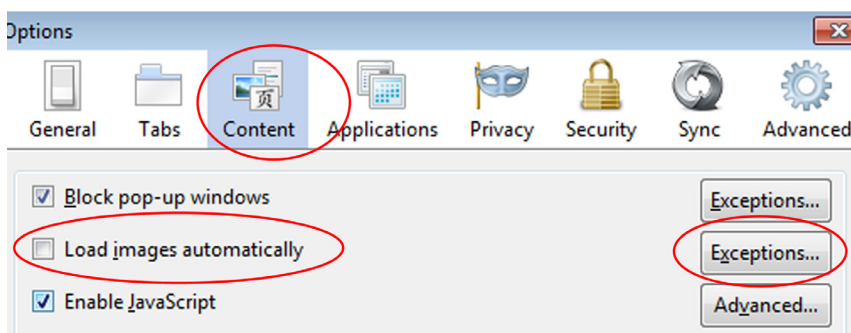 Options
页
General Tabs Content Applications Privacy Security Sync Advanced
Block pop-up windows Exceptions...
Load images automatically Exceptions...
Enable JavaScript Advanced...